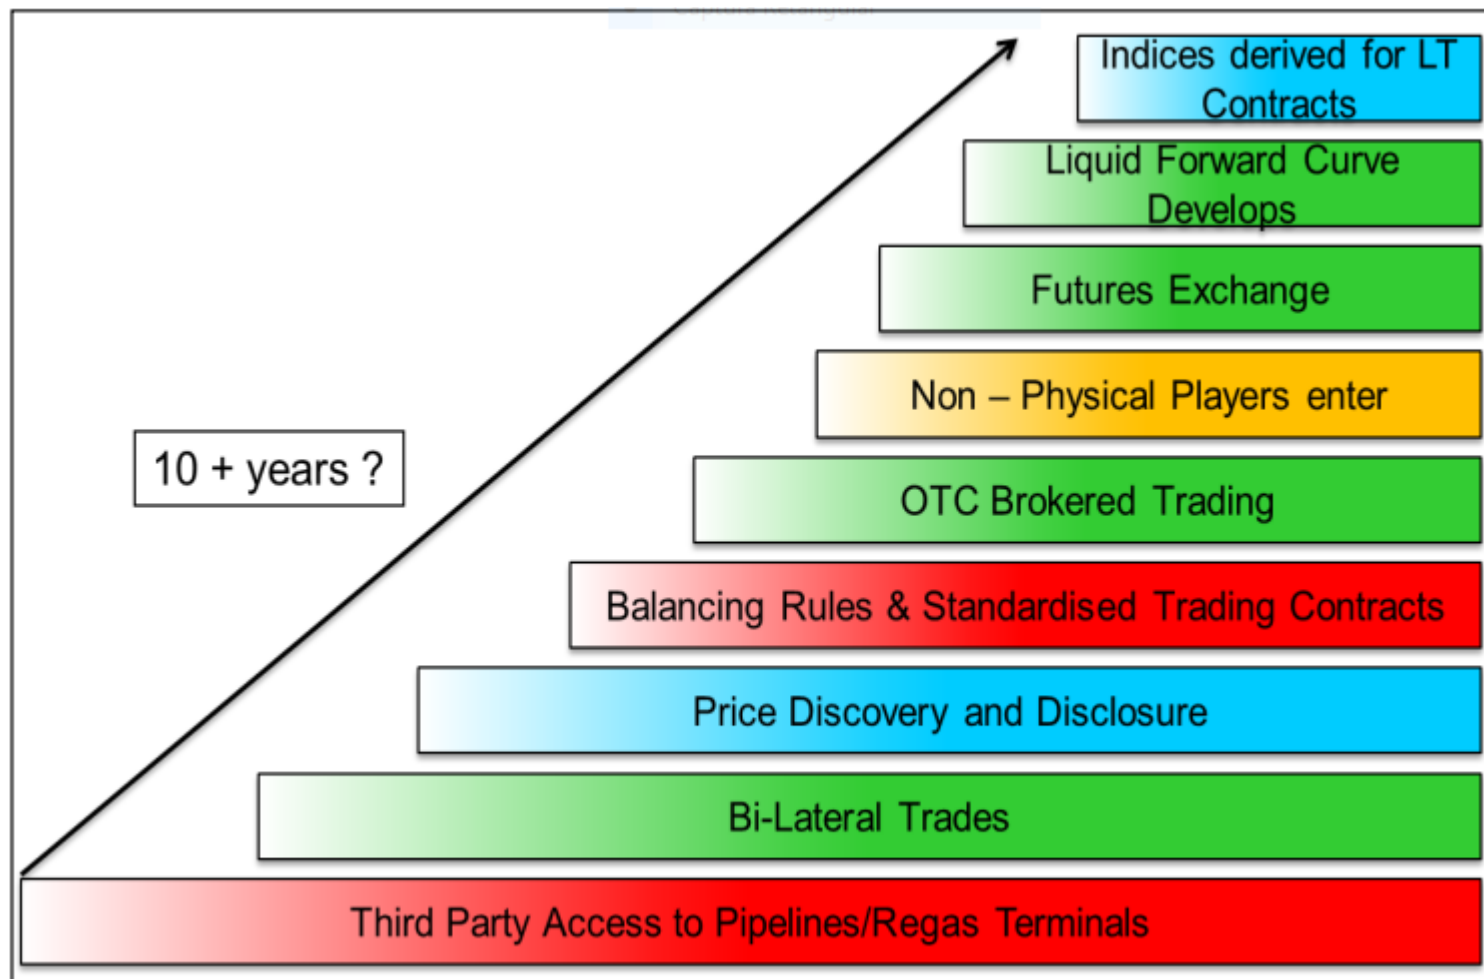 Indices derived for LT
Contracts
Liquid Forward Curve
Develops
Futures Exchange
Non – Physical Players enter
10 + years ?
OTC Brokered Trading
Balancing Rules & Standardised Trading Contracts
Price Discovery and Disclosure
Bi-Lateral Trades
Third Party Access to Pipelines/Regas Terminals